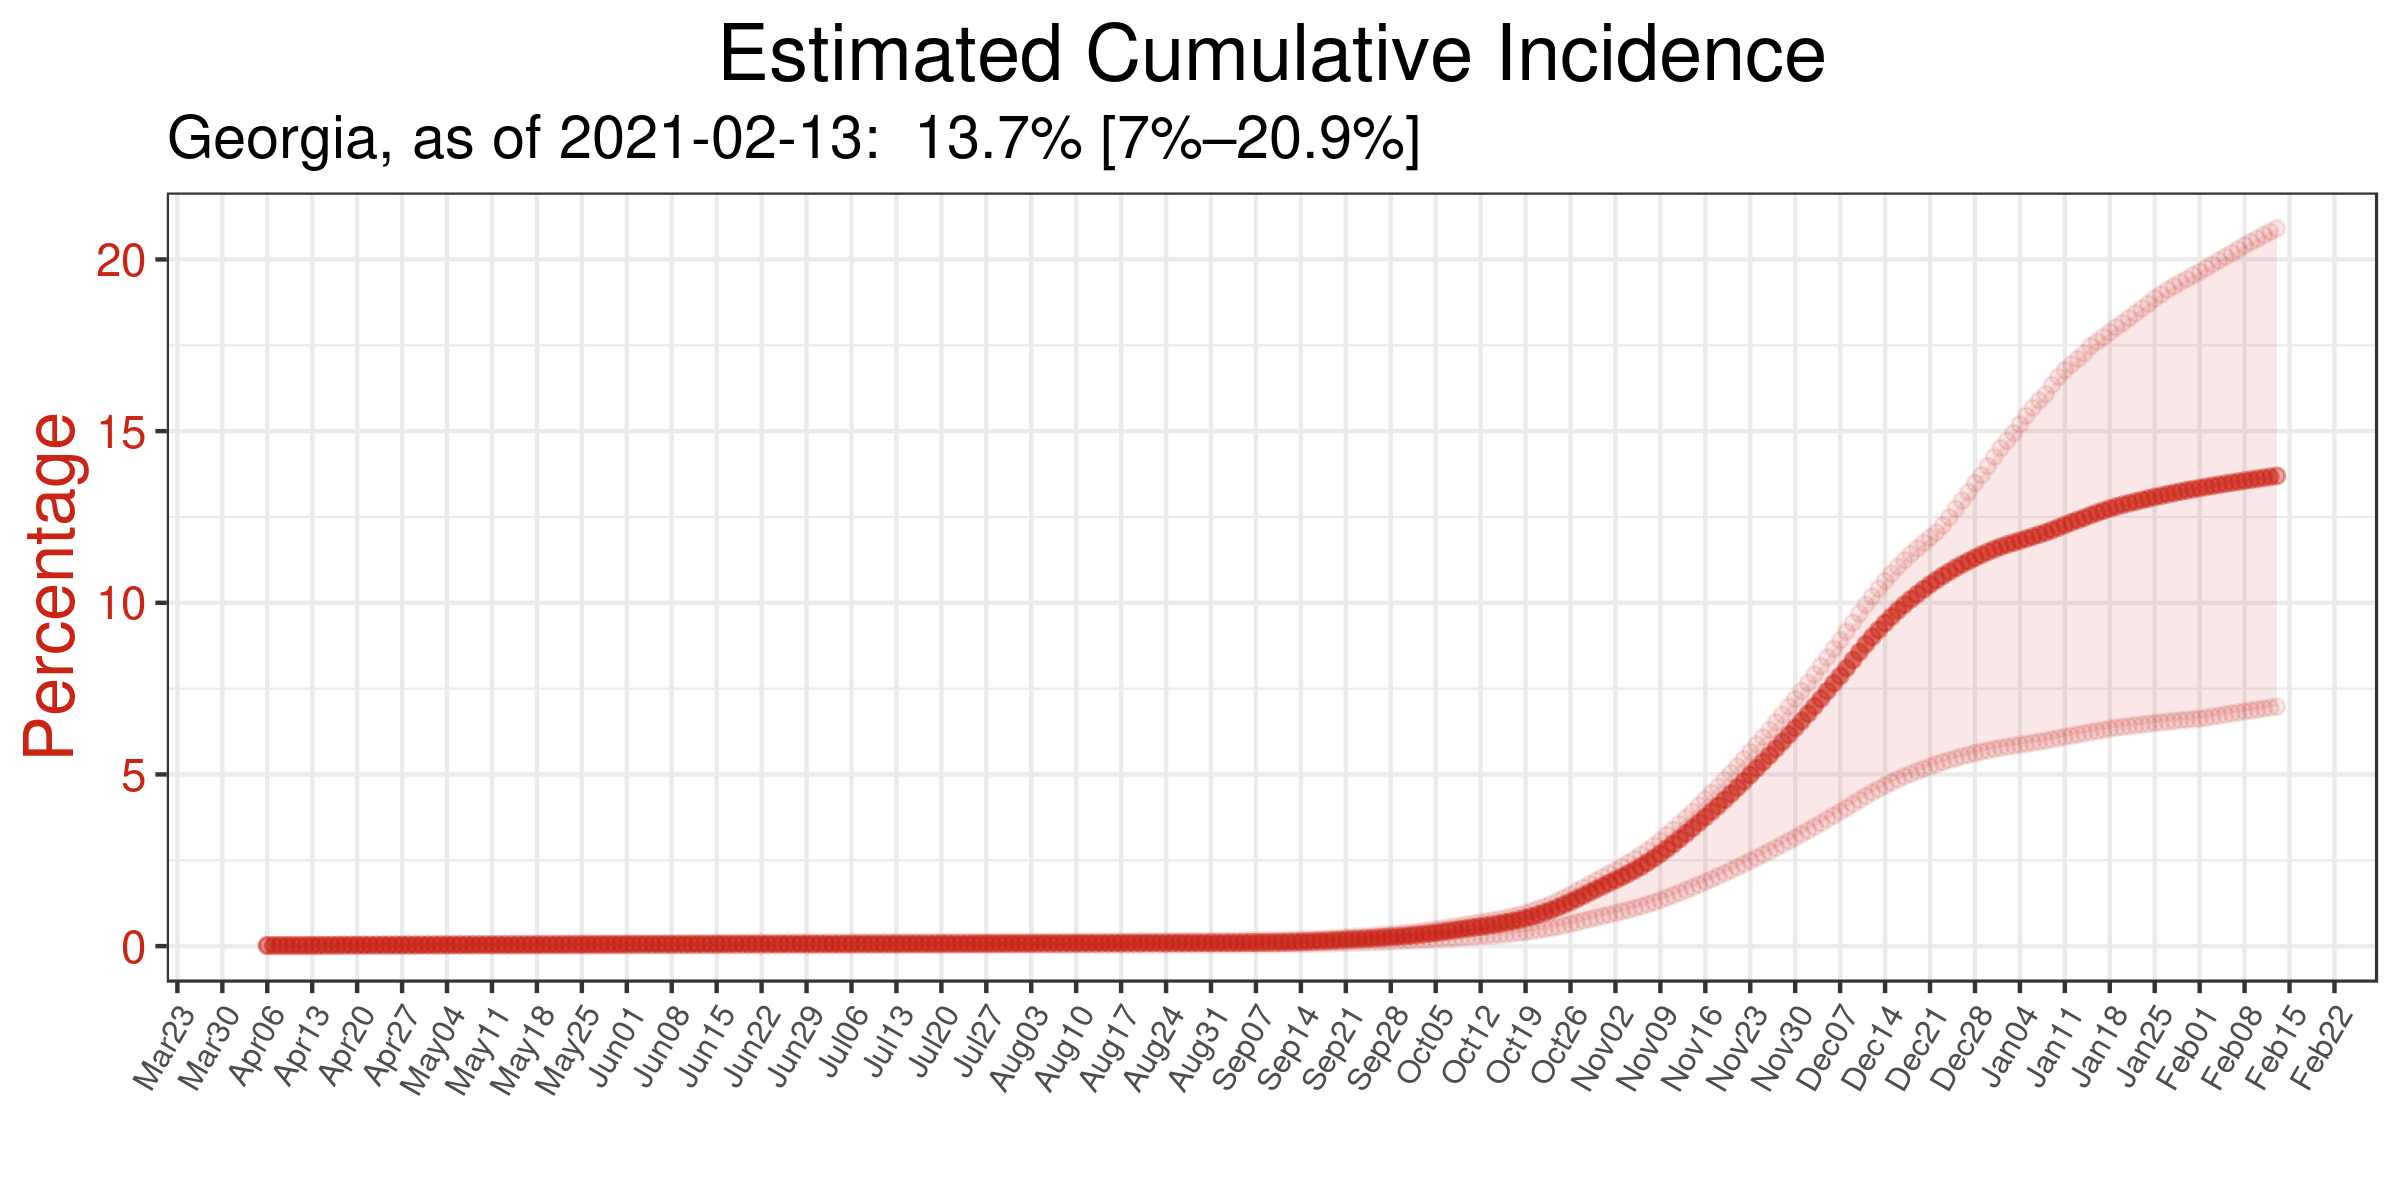 Estimated Cumulative Incidence
Georgia, as of 2021-02-13:  13.7% [7%–20.9%]
Percentage
20
15
10
5
0
Mar23
Mar30
Apr06
Apr13
Apr20
Apr27
May04
May11
May18
May25
Jun01
Jun08
Jun15
Jun22
Jun29
Jul06
Jul13
Jul20
Jul27
Aug03
Aug10
Aug17
Aug24
Aug31
Sep07
Sep14
Sep21
Sep28
Oct05
Oct12
Oct19
Oct26
Nov02
Nov09
Nov16
Nov23
Nov30
Dec07
Dec14
Dec21
Dec28
Jan04
Jan11
Jan18
Jan25
Feb01
Feb08
Feb15
Feb22